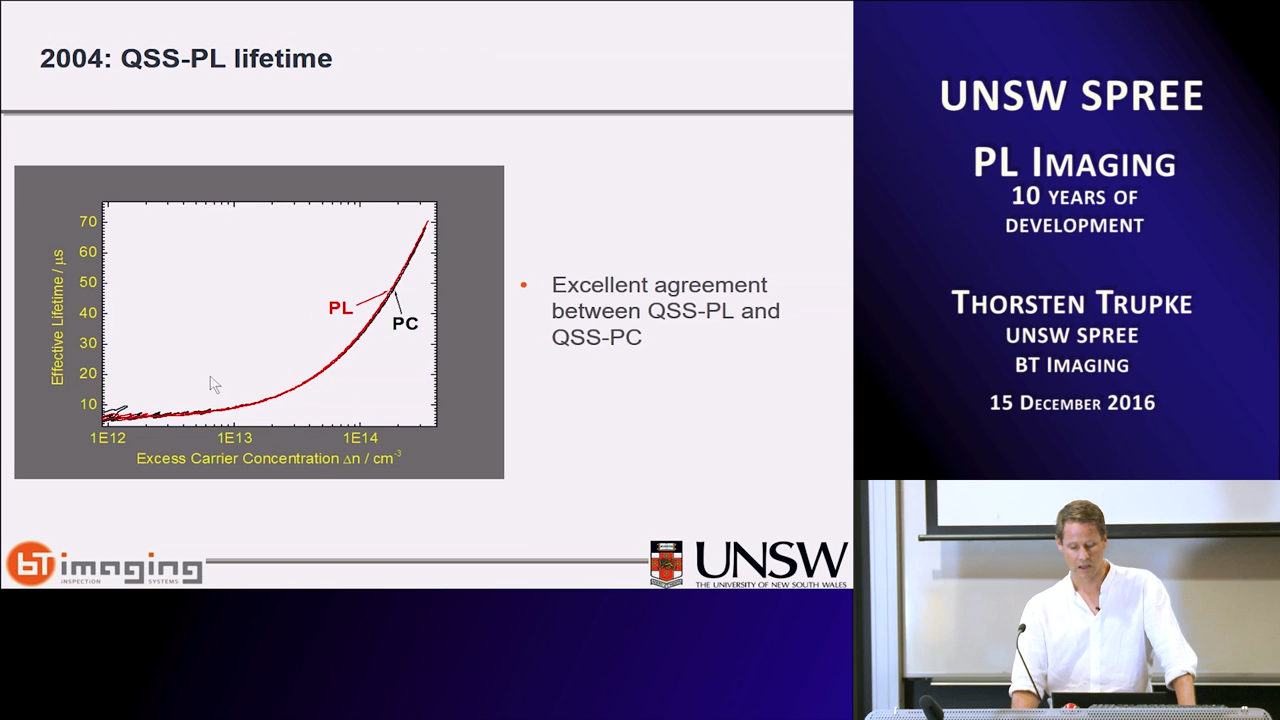 2004: QSS-PL lifetime
70
60
50
40
30
20
10
Effective Lifetime / µs
PL
PC
1E12
1E13
1E14
Excess Carrier Concentration Δn / cm⁻³
• Excellent agreement
between QSS-PL and
QSS-PC
bT imaging
INSPECTION SYSTEMS
UNSW
THE UNIVERSITY OF NEW SOUTH WALES
UNSW SPREE
PL IMAGING
10 YEARS OF
DEVELOPMENT
THORSTEN TRUPKE
UNSW SPREE
BT IMAGING
15 DECEMBER 2016